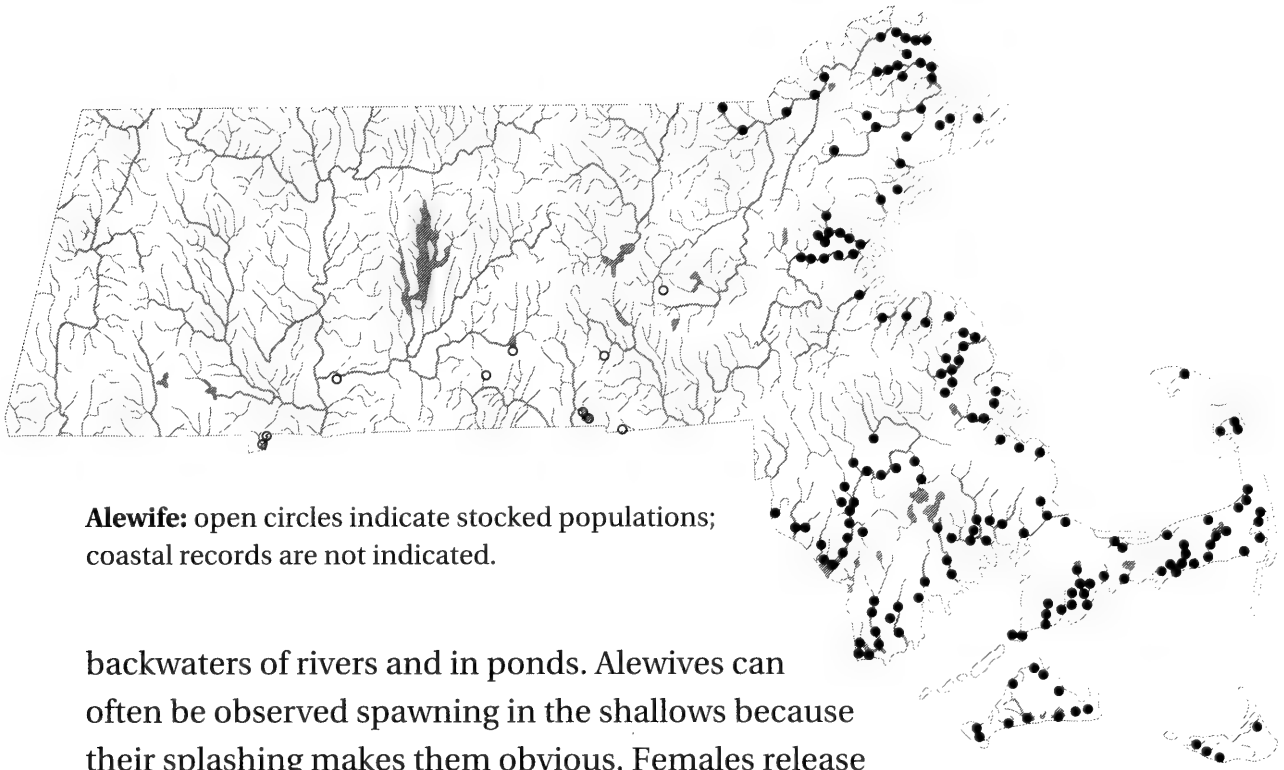 Alewife: open circles indicate stocked populations;
coastal records are not indicated.
backwaters of rivers and in ponds. Alewives can
often be observed spawning in the shallows because
their splashing makes them obvious. Females release